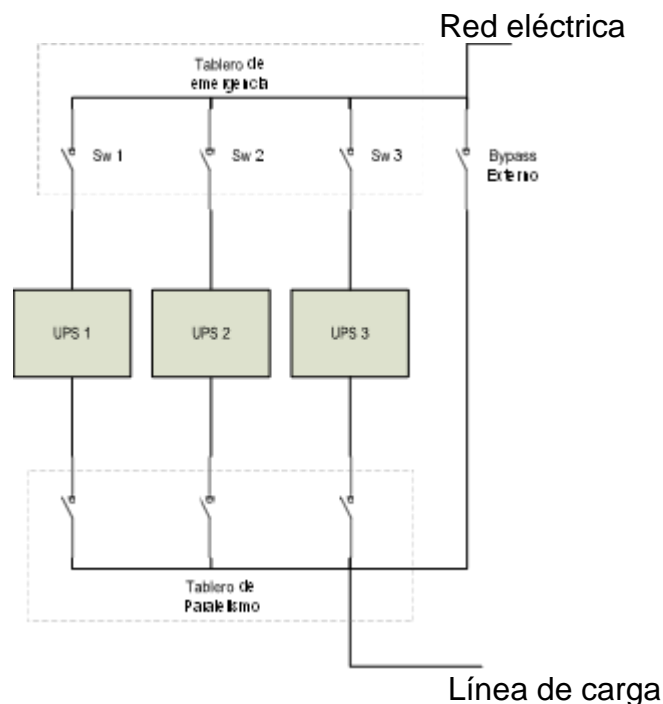 Red eléctrica
Tablero de
emergencia
Sw 1
Sw 2
Sw 3
Bypass
Externo
UPS 1
UPS 2
UPS 3
Tablero de
Paralelismo
Línea de carga